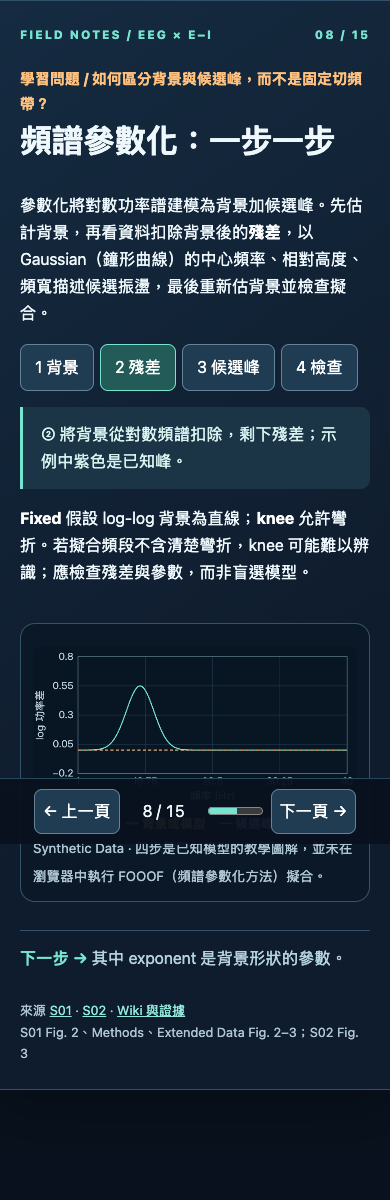 FIELD NOTES / EEG × E–I
08 / 15
學習問題 / 如何區分背景與候選峰，而不是固定切頻
帶？
頻譜參數化：一步一步
參數化將對數功率譜建模為背景加候選峰。先估
計背景，再看資料扣除背景後的殘差，以
Gaussian（鐘形曲線）的中心頻率、相對高度、
頻寬描述候選振盪，最後重新估背景並檢查擬
合。
1 背景
2 殘差
3 候選峰
4 檢查
② 將背景從對數頻譜扣除，剩下殘差；示
例中紫色是已知峰。
Fixed 假設 log-log 背景為直線；knee 允許彎
折。若擬合頻段不含清楚彎折，knee 可能難以辨
識；應檢查殘差與參數，而非盲選模型。
0.8
0.55
0.3
0.05
−0.2
log 功率差
← 上一頁
8 / 15
下一頁 →
Synthetic Data · 四步是已知模型的教學圖解，並未在
瀏覽器中執行 FOOOF（頻譜參數化方法）擬合。
下一步 → 其中 exponent 是背景形狀的參數。
來源 S01 · S02 · Wiki 與證據
S01 Fig. 2、Methods、Extended Data Fig. 2–3；S02 Fig.
3